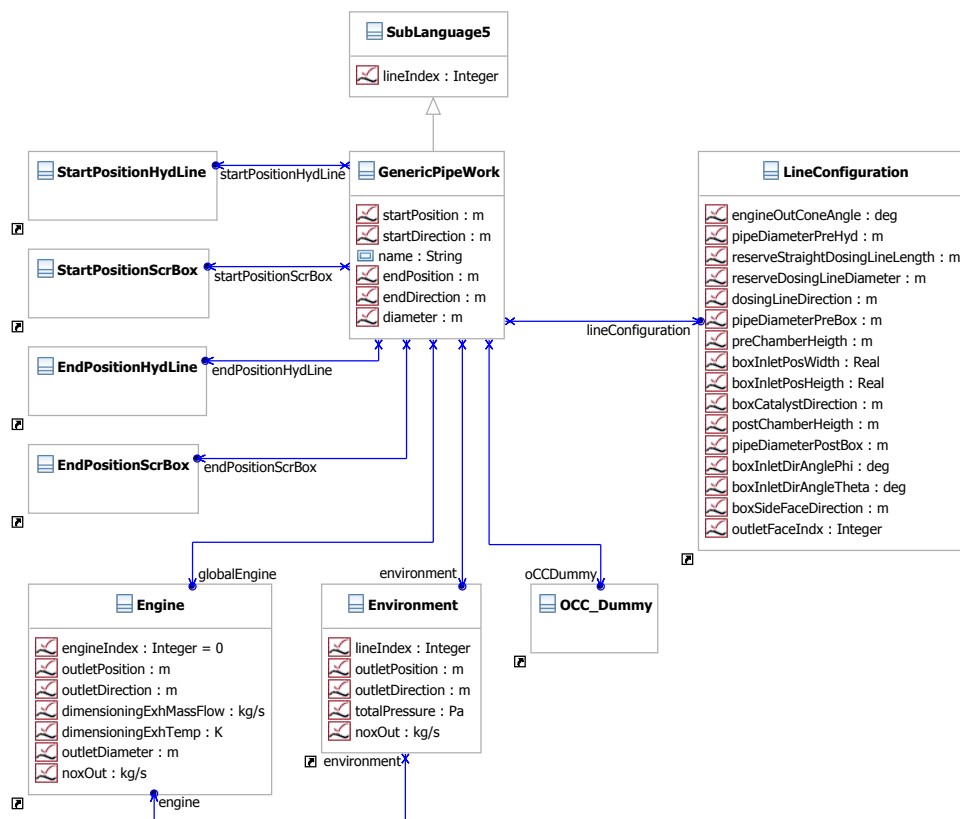 SubLanguage5
lineIndex : Integer
StartPositionHydLine
startPositionHydLine
GenericPipeWork
startPosition : m
startDirection : m
name : String
endPosition : m
endDirection : m
diameter : m
LineConfiguration
engineOutConeAngle : deg
pipeDiameterPreHyd : m
reserveStraightDosingLineLength : m
reserveDosingLineDiameter : m
dosingLineDirection : m
pipeDiameterPreBox : m
preChamberHeigth : m
boxInletPosWidth : Real
boxInletPosHeigth : Real
boxCatalystDirection : m
postChamberHeigth : m
pipeDiameterPostBox : m
boxInletDirAnglePhi : deg
boxInletDirAngleTheta : deg
boxSideFaceDirection : m
outletFaceIndx : Integer
StartPositionScrBox
startPositionScrBox
lineConfiguration
EndPositionHydLine
endPositionHydLine
EndPositionScrBox
endPositionScrBox
globalEngine
environment
oCCDummy
Engine
engineIndex : Integer = 0
outletPosition : m
outletDirection : m
dimensioningExhMassFlow : kg/s
dimensioningExhTemp : K
outletDiameter : m
noxOut : kg/s
Environment
lineIndex : Integer
outletPosition : m
outletDirection : m
totalPressure : Pa
noxOut : kg/s
OCC_Dummy
environment
engine